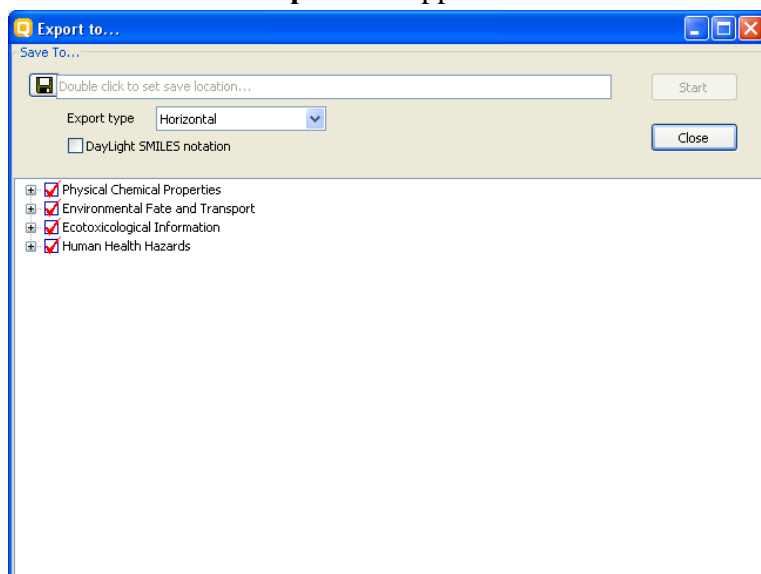 Export to...
Save To...
Double click to set save location...
Start
Export type Horizontal
Close
DayLight SMILES notation
Physical Chemical Properties
Environmental Fate and Transport
Ecotoxicological Information
Human Health Hazards